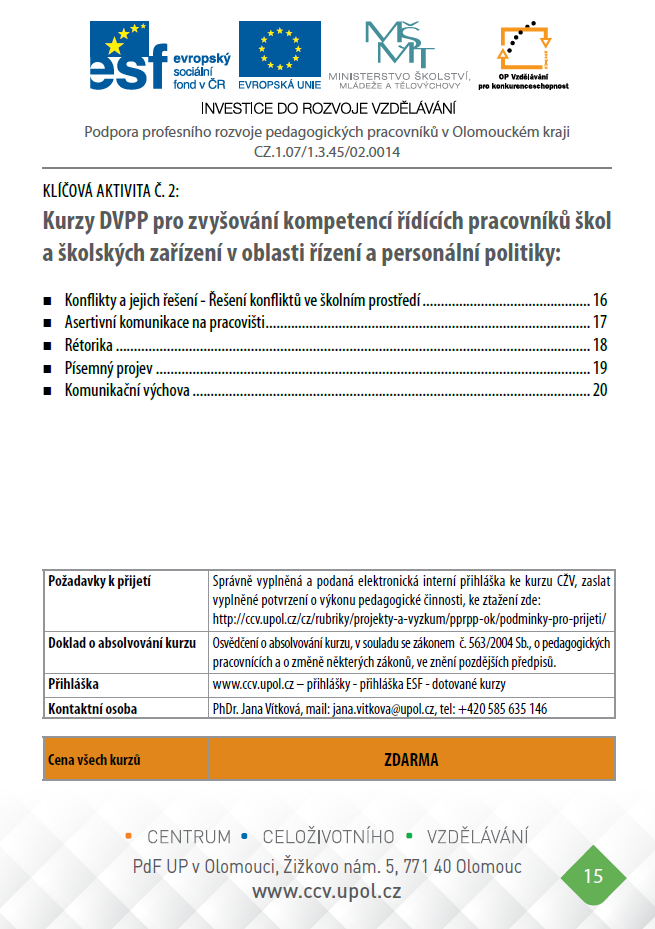 esf evropský
sociální
fond v ČR
EVROPSKÁ UNIE
MŠMT
MINISTERSTVO ŠKOLSTVÍ,
MLÁDEŽE A TĚLOVÝCHOVY
OP Vzdělávání
pro konkurenceschopnost
INVESTICE DO ROZVOJE VZDĚLÁVÁNÍ
Podpora profesního rozvoje pedagogických pracovníků v Olomouckém kraji
CZ.1.07/1.3.45/02.0014
KLÍČOVÁ AKTIVITA Č. 2:
Kurzy DVPP pro zvyšování kompetencí řídících pracovníků škol
a školských zařízení v oblasti řízení a personální politiky:
■ Konflikty a jejich řešení - Řešení konfliktů ve školním prostředí ............................................. 16
■ Asertivní komunikace na pracovišti....................................................................................... 17
■ Rétorika ............................................................................................................................ 18
■ Písemný projev .................................................................................................................. 19
■ Komunikační výchova ......................................................................................................... 20
Požadavky k přijetí Správně vyplněná a podaná elektronická interní přihláška ke kurzu CŽV, zaslat
vyplněné potvrzení o výkonu pedagogické činnosti, ke ztažení zde:
http://ccv.upol.cz/cz/rubriky/projekty-a-vyzkum/pprpp-ok/podminky-pro-prijeti/
Doklad o absolvování kurzu Osvědčení o absolvování kurzu, v souladu se zákonem č. 563/2004 Sb., o pedagogických
pracovnících a o změně některých zákonů, ve znění pozdějších předpisů.
Přihláška www.ccv.upol.cz – přihlášky - přihláška ESF - dotované kurzy
Kontaktní osoba PhDr. Jana Vítková, mail: jana.vitkova@upol.cz, tel: +420 585 635 146
Cena všech kurzů ZDARMA
• CENTRUM • CELOŽIVOTNÍHO • VZDĚLÁVÁNÍ
PdF UP v Olomouci, Žižkovo nám. 5, 771 40 Olomouc
www.ccv.upol.cz
15